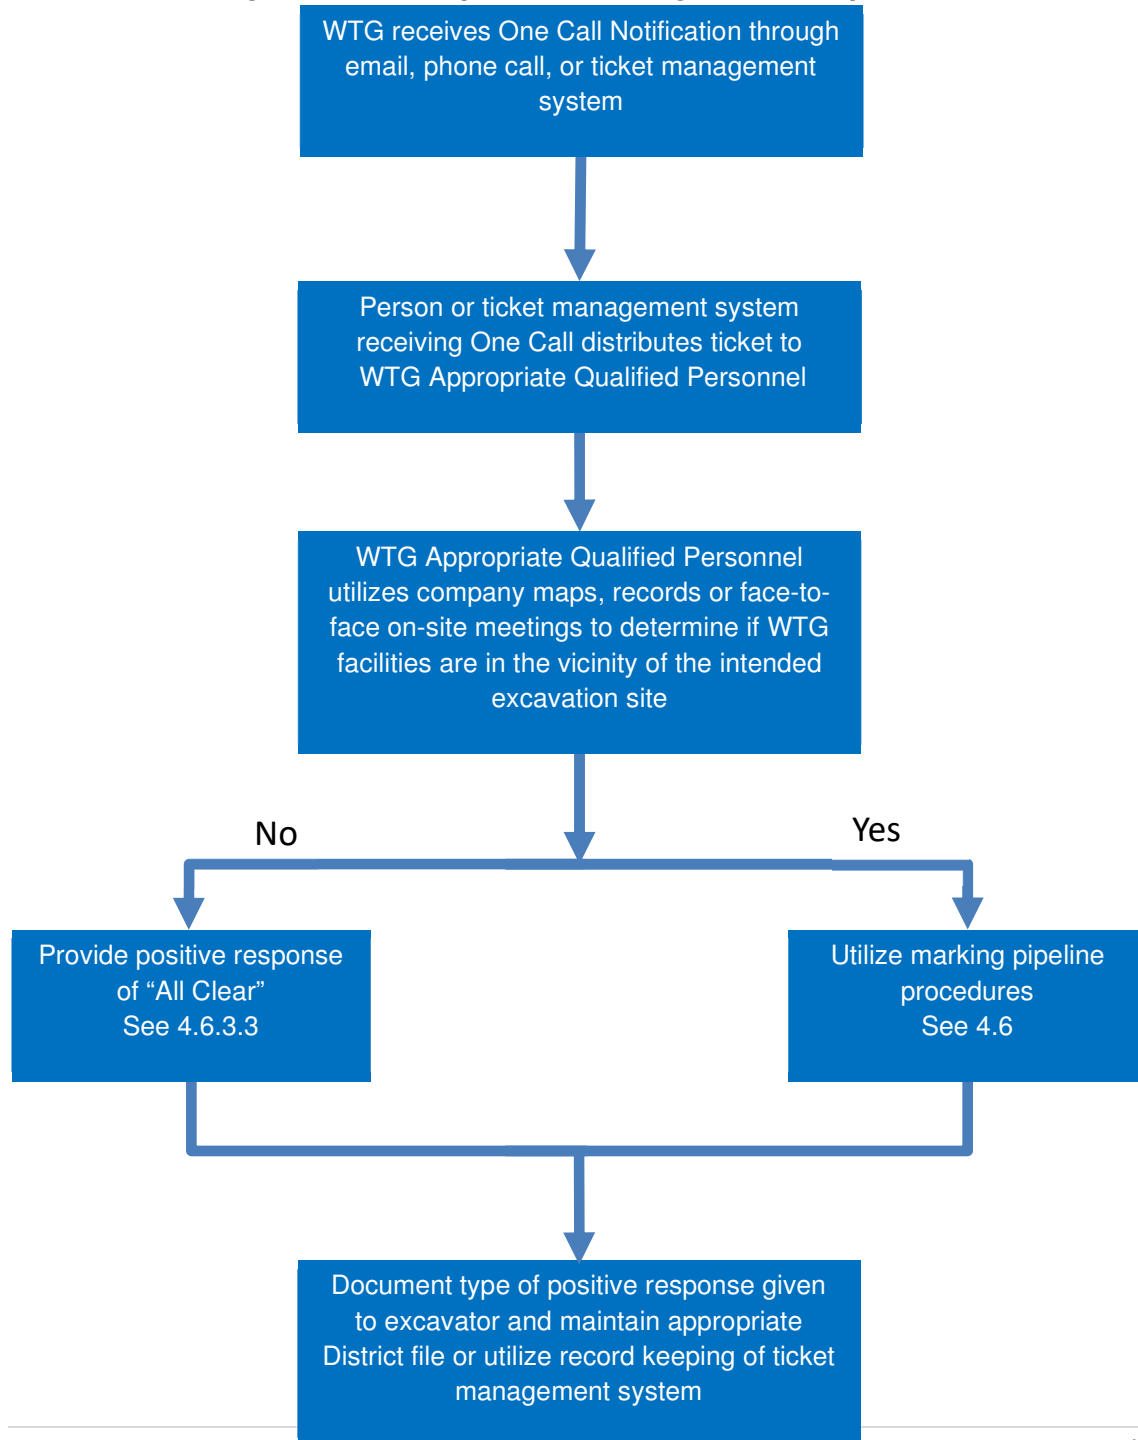 WTG receives One Call Notification through
email, phone call, or ticket management
system
Person or ticket management system
receiving One Call distributes ticket to
WTG Appropriate Qualified Personnel
WTG Appropriate Qualified Personnel
utilizes company maps, records or face-to-
face on-site meetings to determine if WTG
facilities are in the vicinity of the intended
excavation site
No
Yes
Provide positive response
of “All Clear”
See 4.6.3.3
Utilize marking pipeline
procedures
See 4.6
Document type of positive response given
to excavator and maintain appropriate
District file or utilize record keeping of ticket
management system